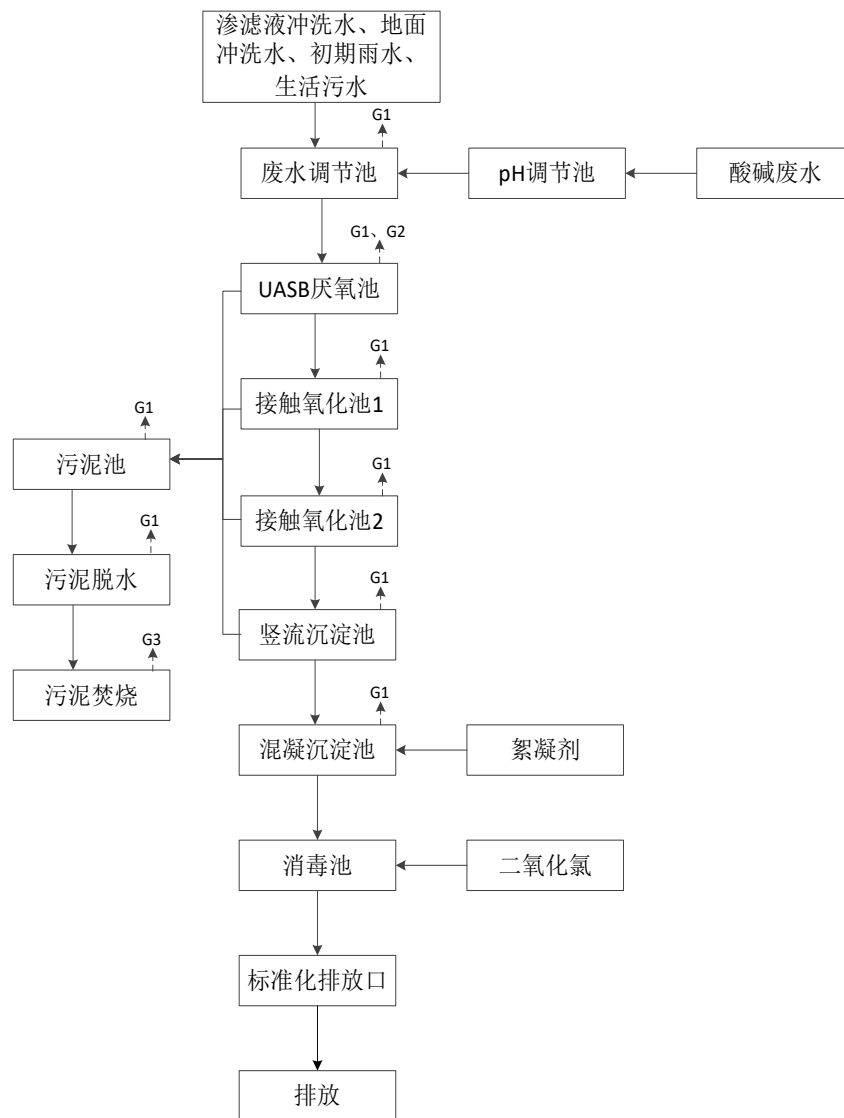 渗滤液冲洗水、地面
冲洗水、初期雨水、
生活污水
G1
废水调节池
pH调节池
酸碱废水
G1、G2
UASB厌氧池
G1
接触氧化池1
G1
污泥池
G1
接触氧化池2
G1
污泥脱水
G1
竖流沉淀池
G3
污泥焚烧
G1
混凝沉淀池
絮凝剂
消毒池
二氧化氯
标准化排放口
排放